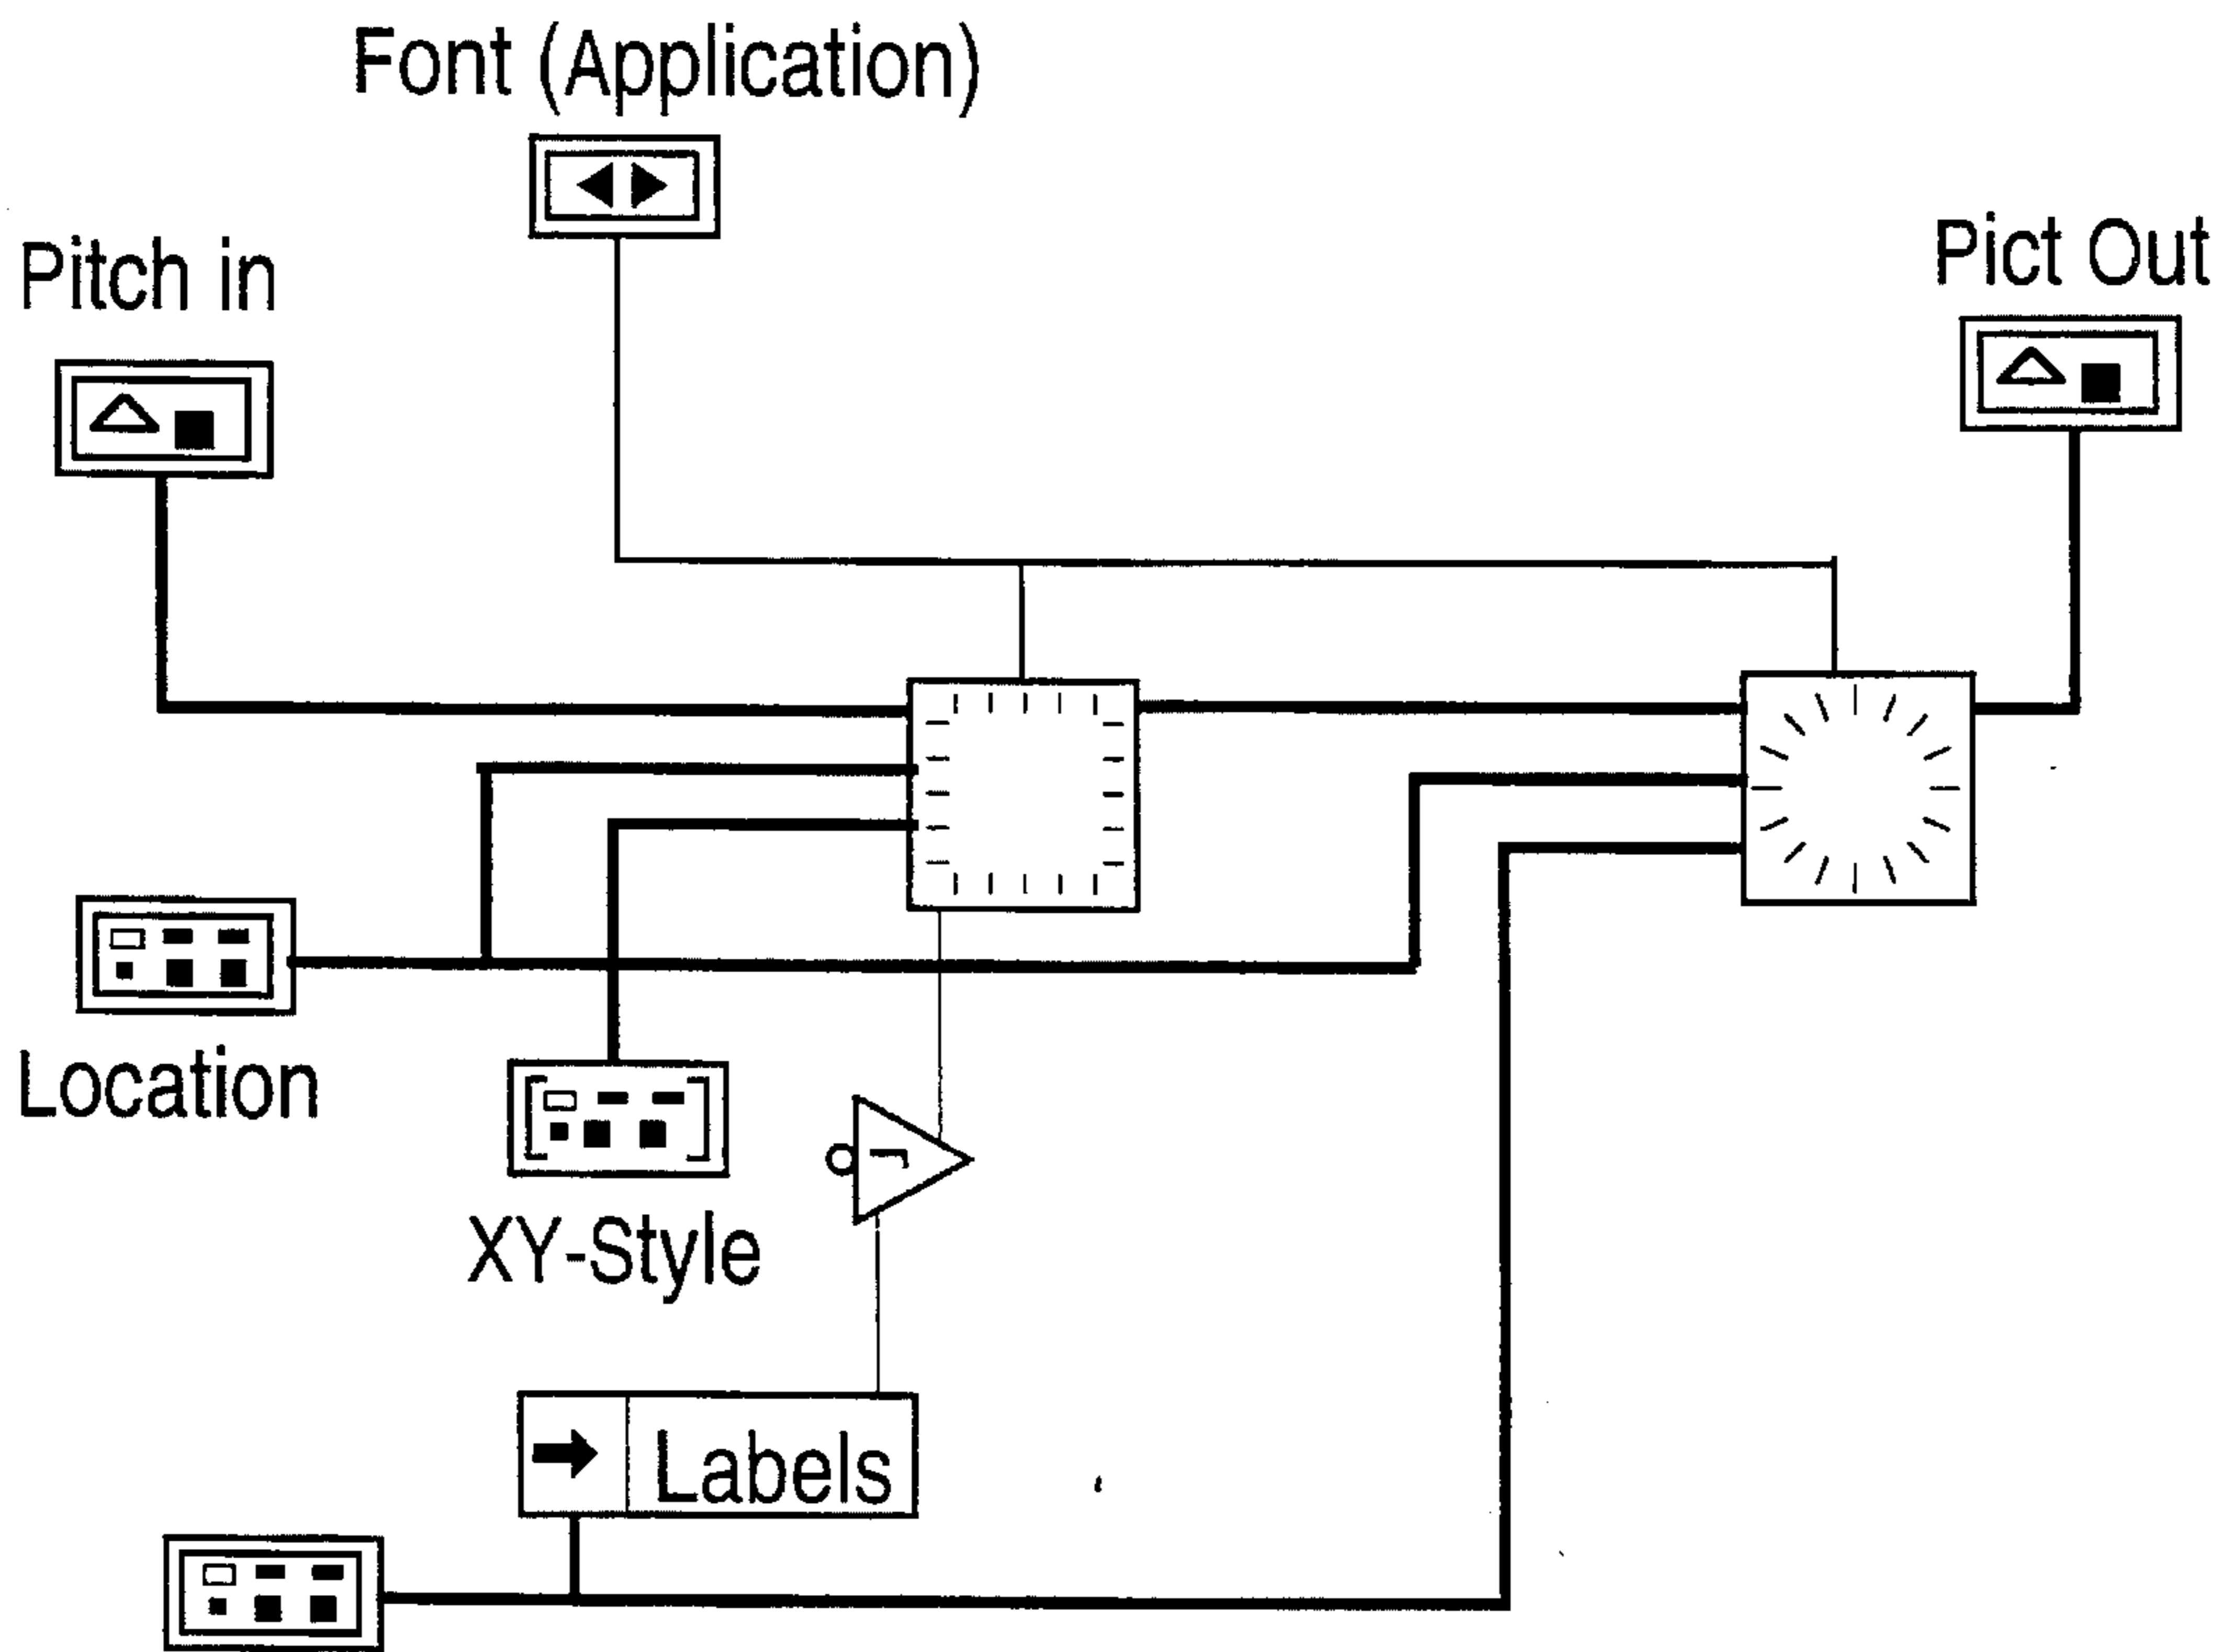 Font (Application)
Pitch in
Pict Out
Location
XY-Style
Labels